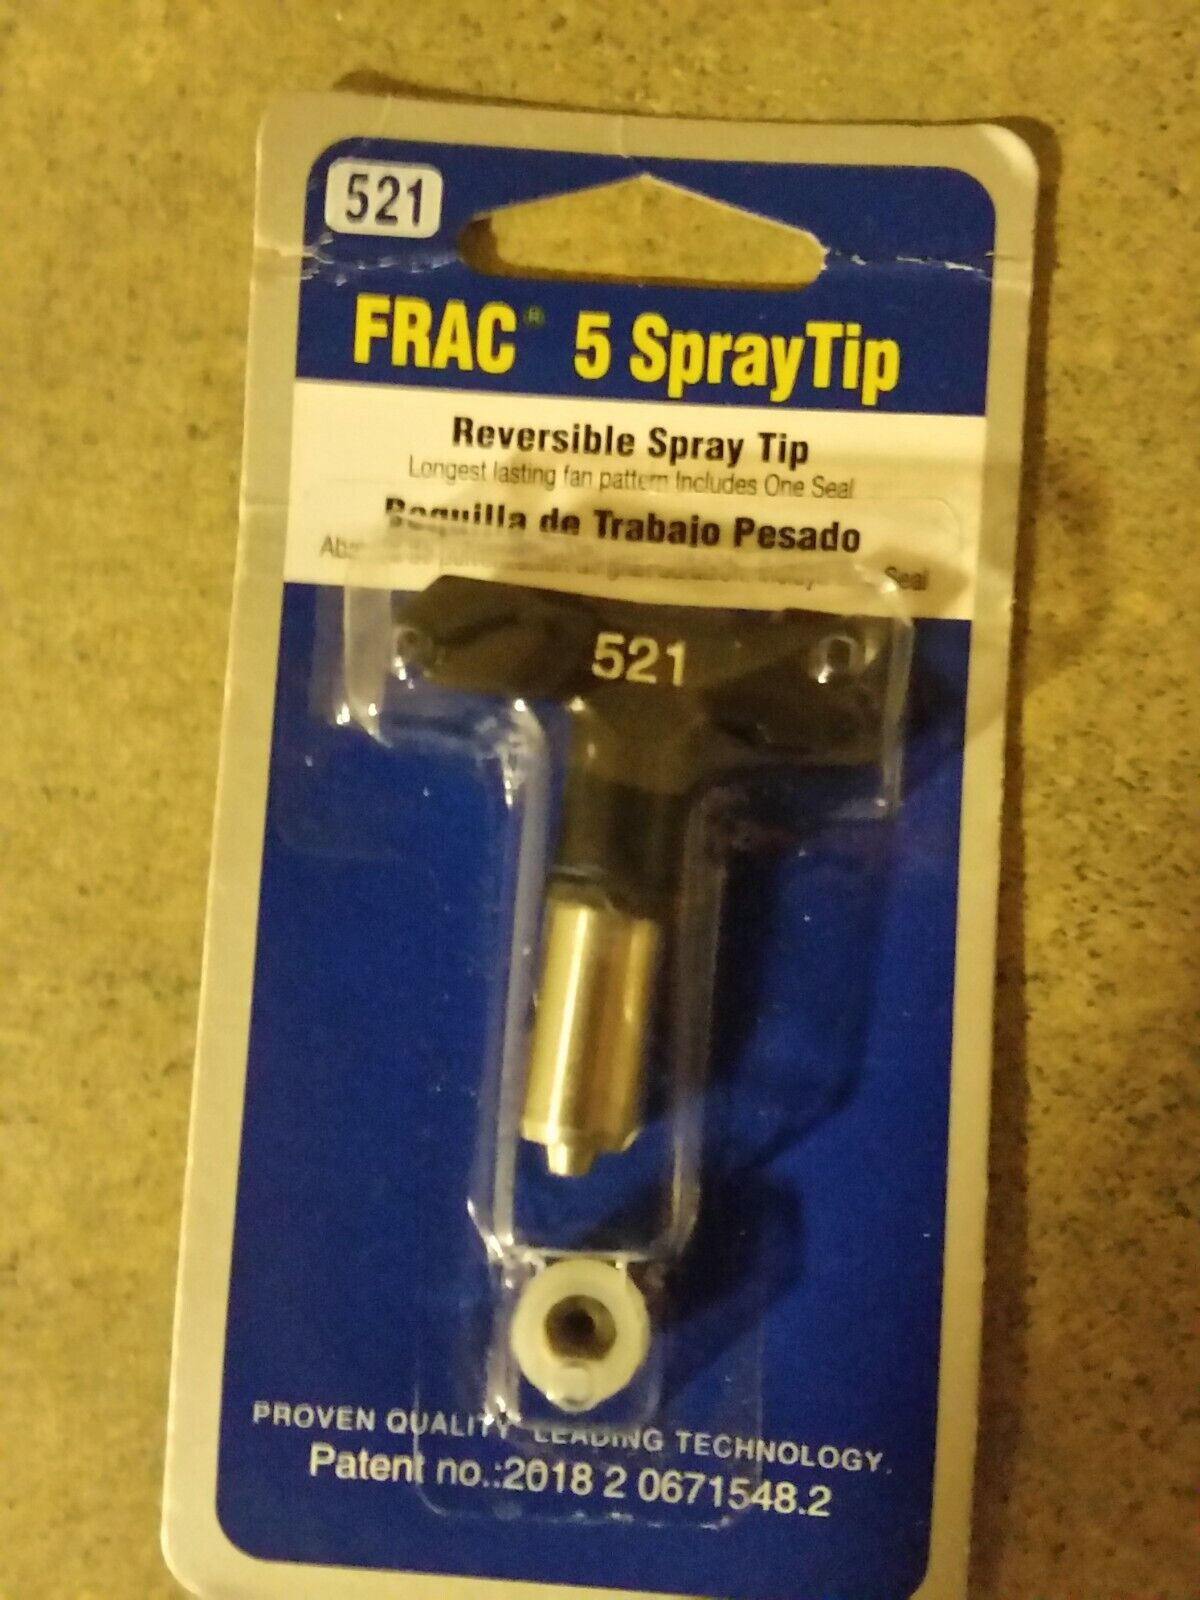 521
FRAC® 5 SprayTip
Reversible Spray Tip
Longest lasting fan pattern Includes One Seal
Boquilla de Trabajo Pesado
Seal
521
PROVEN QUALITY LEADING TECHNOLOGY.
Patent no.:2018 2 0671548.2